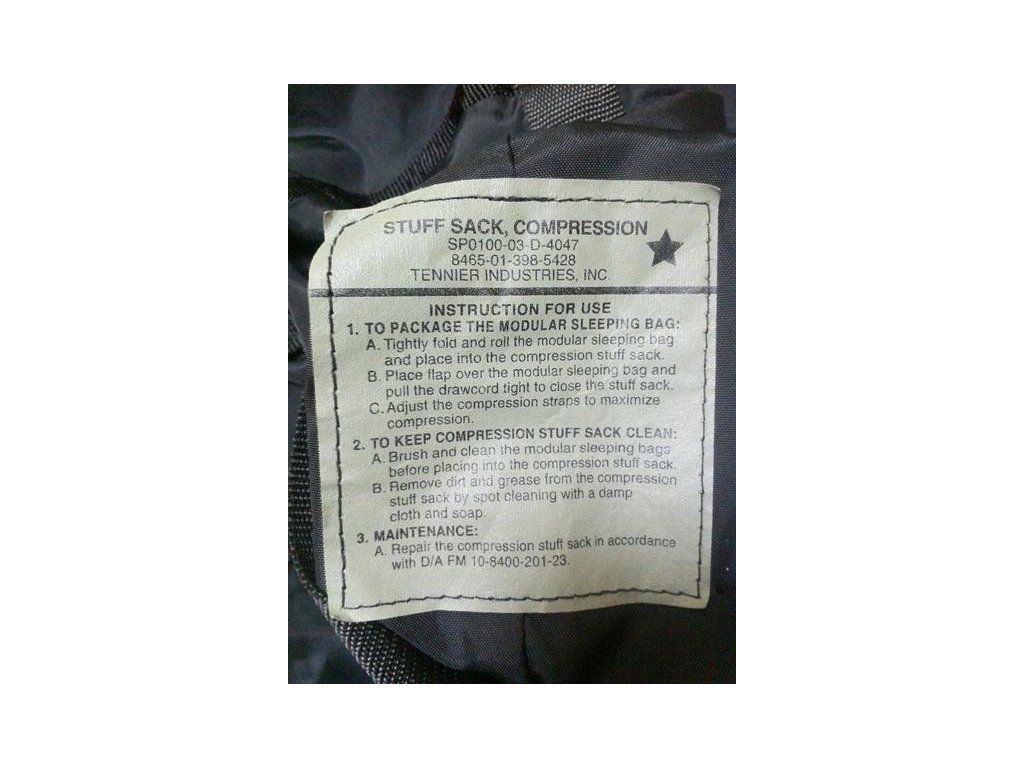 STUFF SACK, COMPRESSION
SP0100-03-D-4047
8465-01-398-5428
TENNIER INDUSTRIES, INC.
INSTRUCTION FOR USE
1. TO PACKAGE THE MODULAR SLEEPING BAG:
A. Tightly fold and roll the modular sleeping bag
and place into the compression stuff sack.
B. Place flap over the modular sleeping bag and
pull the drawcord tight to close the stuff sack.
C. Adjust the compression straps to maximize
compression.
2. TO KEEP COMPRESSION STUFF SACK CLEAN:
A. Brush and clean the modular sleeping bags
before placing into the compression stuff sack.
B. Remove dirt and grease from the compression
stuff sack by spot cleaning with a damp
cloth and soap.
3. MAINTENANCE:
A. Repair the compression stuff sack in accordance
with D/A FM 10-8400-201-23.